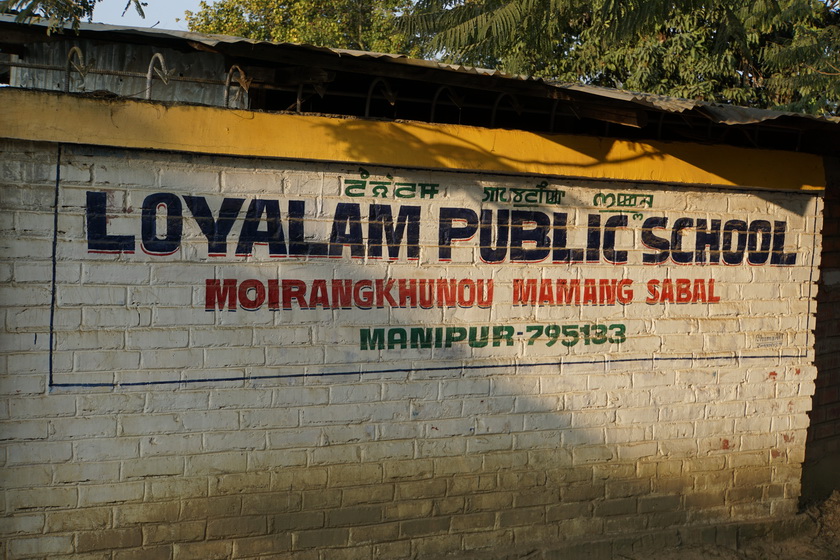 LOYALAM PUBLIC SCHOOL
MOIRANGKHUNOU MAMANG SABAL
MANIPUR-795133